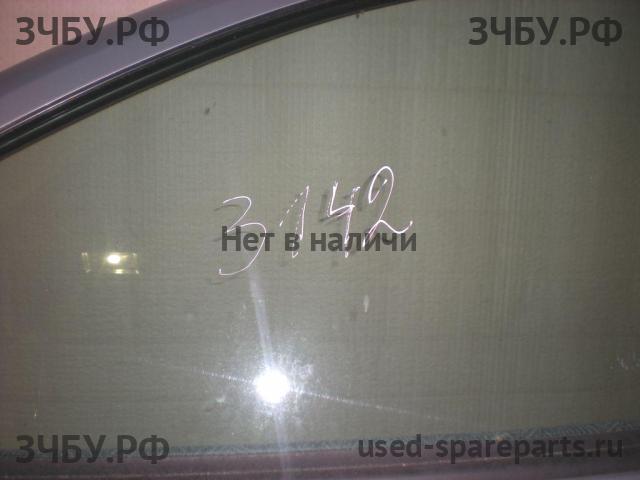 ЗЧБУ.РФ ЗЧБУ.РФ
3142
Нет в наличи
ЗЧБУ.РФ used-spareparts.ru